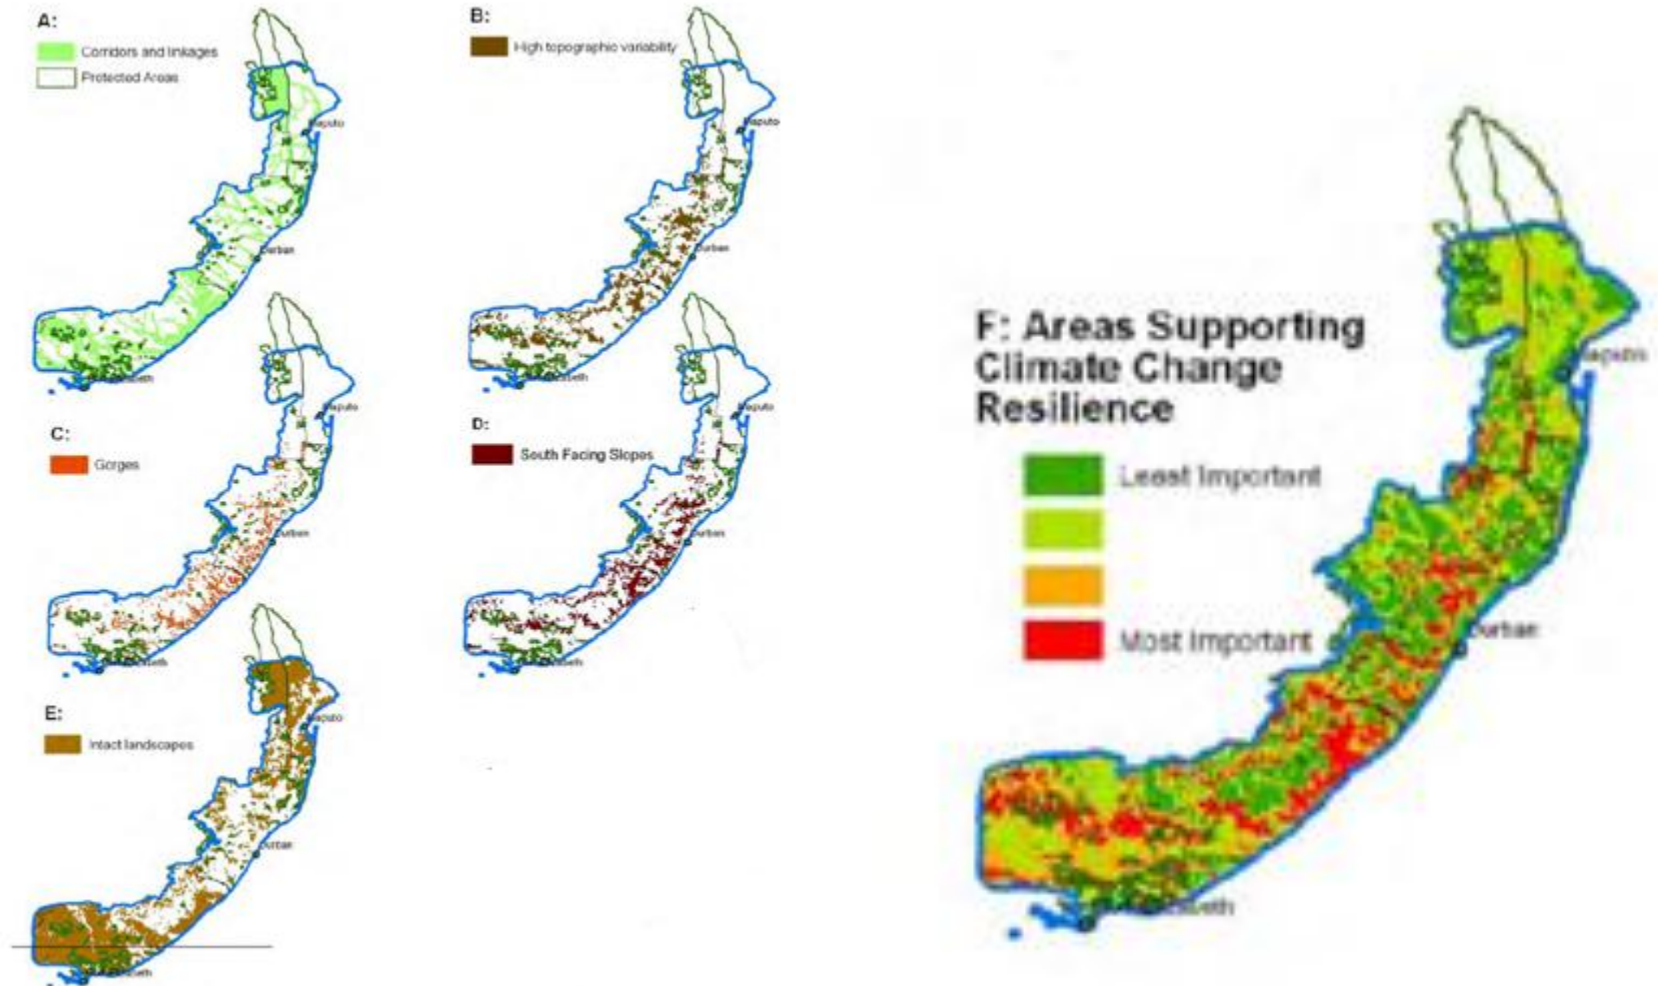 A:
Corridors and linkages
Protected Areas
Maputo
Durban
B:
High topographic variability
Maputo
Durban
C:
Gorges
Maputo
Durban
D:
South Facing Slopes
Maputo
Durban
E:
Intact landscapes
Maputo
Durban
F: Areas Supporting
Climate Change
Resilience
Least Important
Most Important
Maputo
Durban